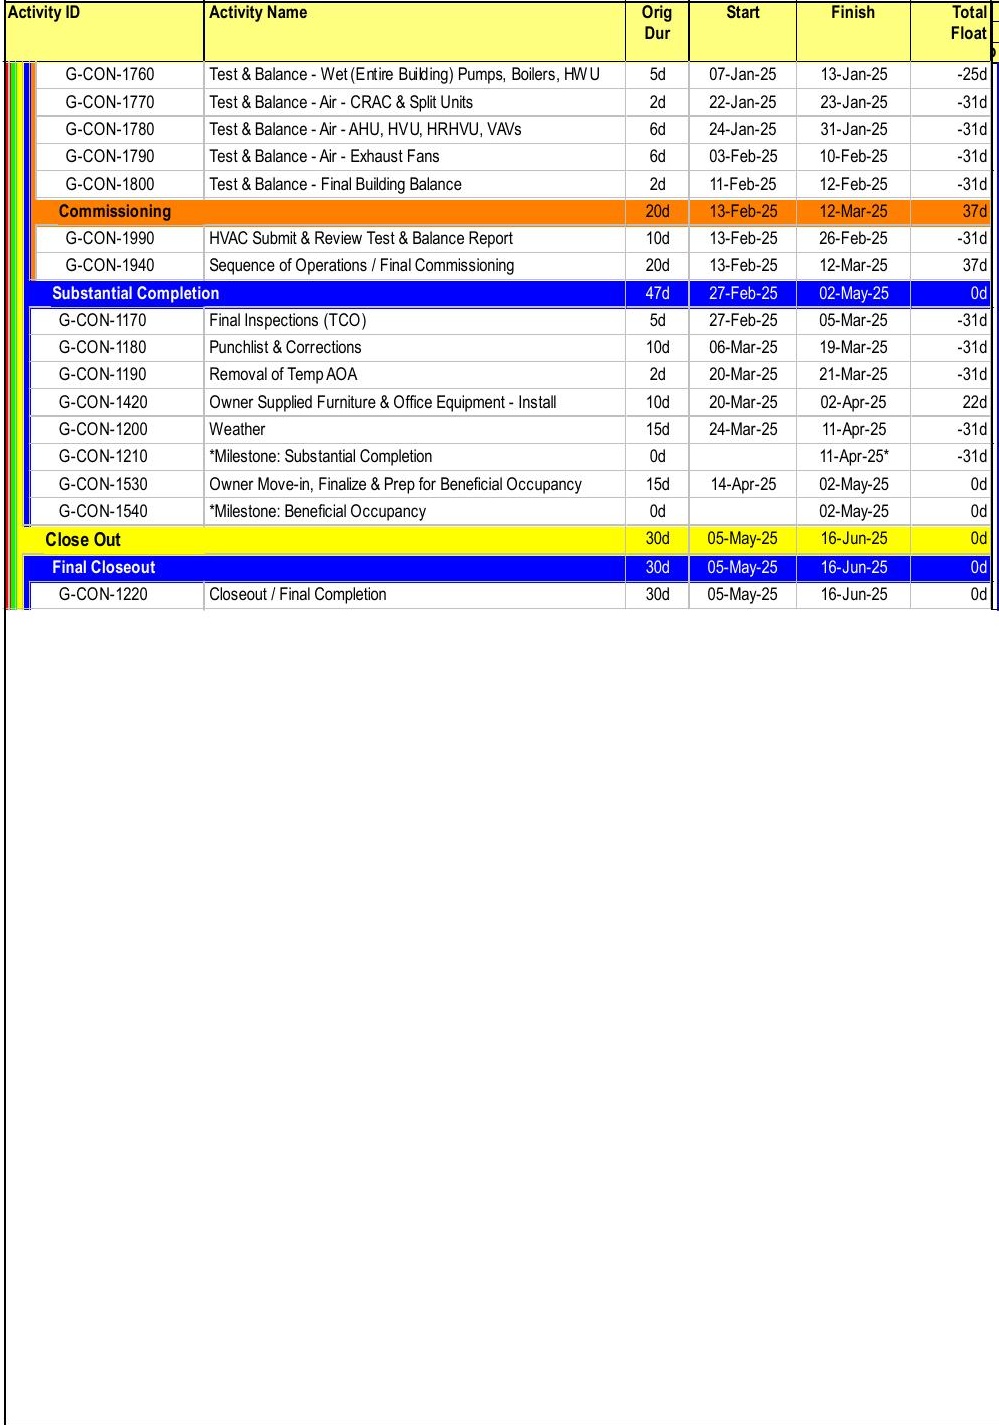 Activity ID Activity Name Orig Dur Start Finish Total Float
G-CON-1760 Test & Balance - Wet (Entire Building) Pumps, Boilers, HWU 5d 07-Jan-25 13-Jan-25 -25d
G-CON-1770 Test & Balance - Air - CRAC & Split Units 2d 22-Jan-25 23-Jan-25 -31d
G-CON-1780 Test & Balance - Air - AHU, HVU, HRHVU, VAVs 6d 24-Jan-25 31-Jan-25 -31d
G-CON-1790 Test & Balance - Air - Exhaust Fans 6d 03-Feb-25 10-Feb-25 -31d
G-CON-1800 Test & Balance - Final Building Balance 2d 11-Feb-25 12-Feb-25 -31d
Commissioning 20d 13-Feb-25 12-Mar-25 37d
G-CON-1990 HVAC Submit & Review Test & Balance Report 10d 13-Feb-25 26-Feb-25 -31d
G-CON-1940 Sequence of Operations / Final Commissioning 20d 13-Feb-25 12-Mar-25 37d
Substantial Completion 47d 27-Feb-25 02-May-25 0d
G-CON-1170 Final Inspections (TCO) 5d 27-Feb-25 05-Mar-25 -31d
G-CON-1180 Punchlist & Corrections 10d 06-Mar-25 19-Mar-25 -31d
G-CON-1190 Removal of Temp AOA 2d 20-Mar-25 21-Mar-25 -31d
G-CON-1420 Owner Supplied Furniture & Office Equipment - Install 10d 20-Mar-25 02-Apr-25 22d
G-CON-1200 Weather 15d 24-Mar-25 11-Apr-25 -31d
G-CON-1210 *Milestone: Substantial Completion 0d 11-Apr-25* -31d
G-CON-1530 Owner Move-in, Finalize & Prep for Beneficial Occupancy 15d 14-Apr-25 02-May-25 0d
G-CON-1540 *Milestone: Beneficial Occupancy 0d 02-May-25 0d
Close Out 30d 05-May-25 16-Jun-25 0d
Final Closeout 30d 05-May-25 16-Jun-25 0d
G-CON-1220 Closeout / Final Completion 30d 05-May-25 16-Jun-25 0d